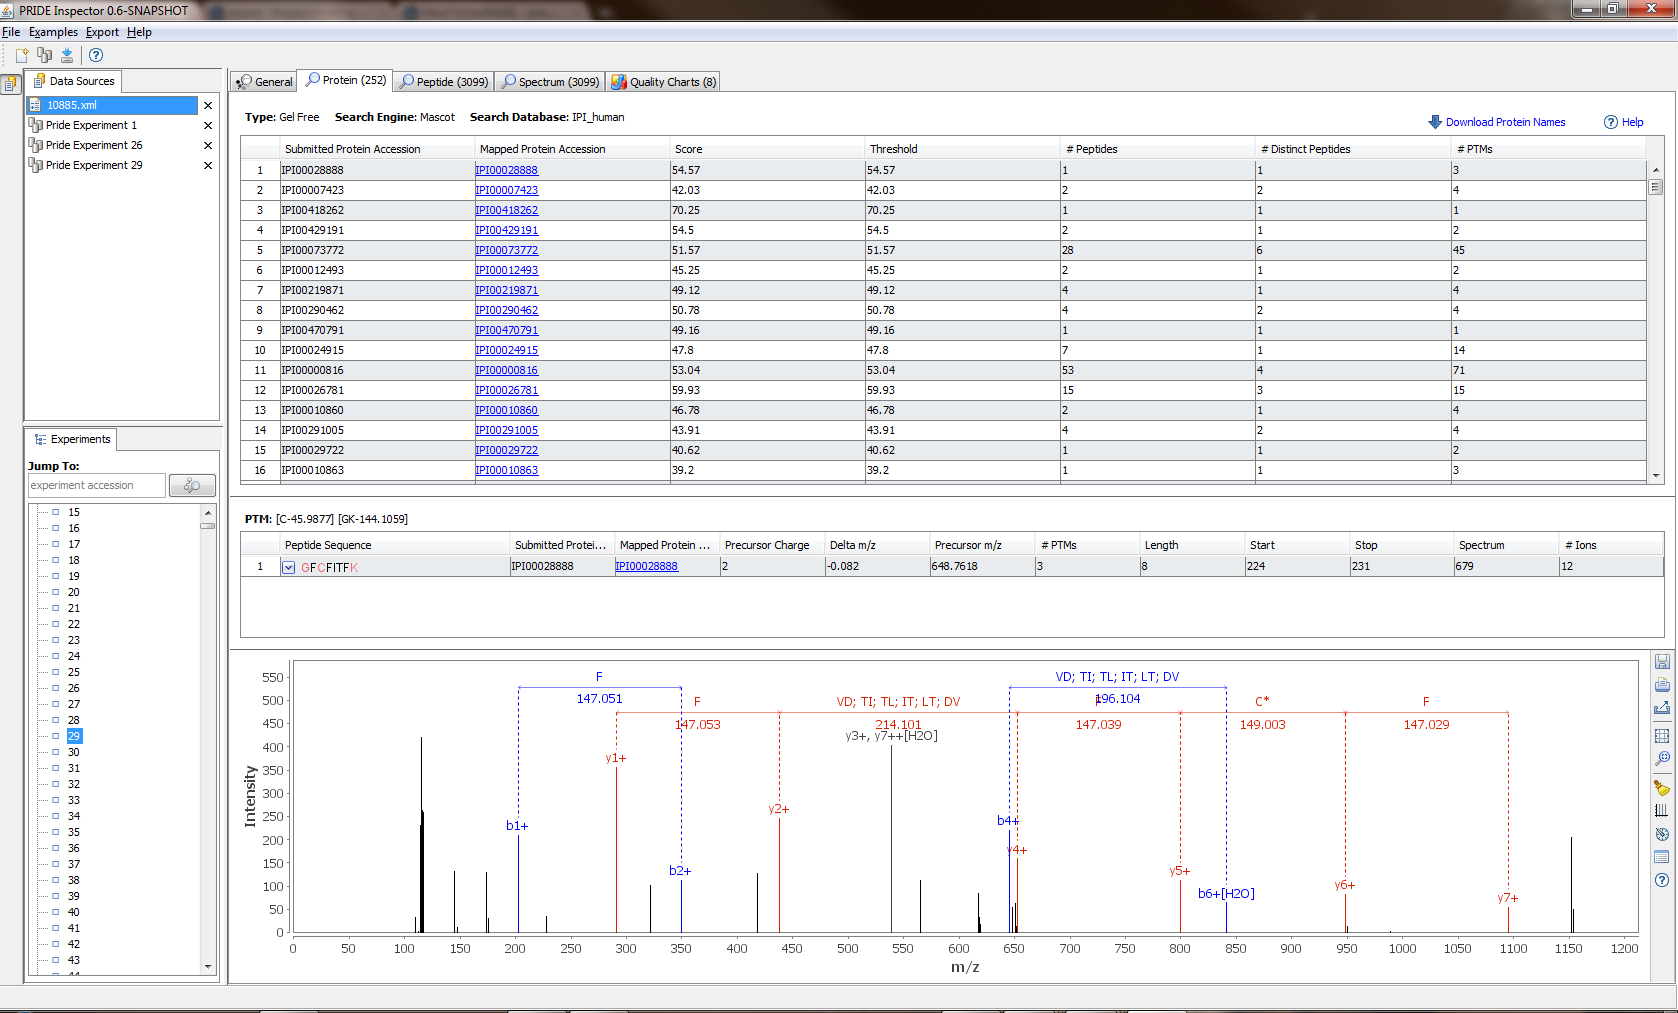 PRIDE Inspector 0.6-SNAPSHOT
File Examples Export Help
Data Sources
10885.xml
Pride Experiment 1
Pride Experiment 26
Pride Experiment 29
Experiments
Jump To:
experiment accession
15
16
17
18
19
20
21
22
23
24
25
26
27
28
29
30
31
32
33
34
35
36
37
38
39
40
41
42
43
44
General Protein (252) Peptide (3099) Spectrum (3099) Quality Charts (8)
Type: Gel Free Search Engine: Mascot Search Database: IPI_human
Download Protein Names Help
Submitted Protein Accession Mapped Protein Accession Score Threshold # Peptides # Distinct Peptides # PTMs
1 IPI00028888 IPI00028888 54.57 54.57 1 1 3
2 IPI00007423 IPI00007423 42.03 42.03 2 2 4
3 IPI00418262 IPI00418262 70.25 70.25 1 1 1
4 IPI00429191 IPI00429191 54.5 54.5 2 1 2
5 IPI00073772 IPI00073772 51.57 51.57 28 6 45
6 IPI00012493 IPI00012493 45.25 45.25 2 1 2
7 IPI00219871 IPI00219871 49.12 49.12 4 1 4
8 IPI00290462 IPI00290462 50.78 50.78 4 2 4
9 IPI00470791 IPI00470791 49.16 49.16 1 1 1
10 IPI00024915 IPI00024915 47.8 47.8 7 1 14
11 IPI00000816 IPI00000816 53.04 53.04 53 4 71
12 IPI00026781 IPI00026781 59.93 59.93 15 3 15
13 IPI00010860 IPI00010860 46.78 46.78 2 1 4
14 IPI00291005 IPI00291005 43.91 43.91 4 2 4
15 IPI00029722 IPI00029722 40.62 40.62 1 1 2
16 IPI00010863 IPI00010863 39.2 39.2 1 1 3
PTM: [C-45.9877] [GK-144.1059]
Peptide Sequence Submitted Protei... Mapped Protein ... Precursor Charge Delta m/z Precursor m/z # PTMs Length Start Stop Spectrum # Ions
1 GFCFITFK IPI00028888 IPI00028888 2 -0.082 648.7618 3 8 224 231 679 12
F VD; TI; TL; IT; LT; DV
147.051 196.104
F VD; TI; TL; IT; LT; DV F C* F
147.053 214.101 147.039 149.003 147.029
y3+, y7++[H2O]
y1+
y2+
b1+ b4+
y4+
b2+ y5+
y6+
b6+[H2O] y7+
Intensity
550
500
450
400
350
300
250
200
150
100
50
0
0 50 100 150 200 250 300 350 400 450 500 550 600 650 700 750 800 850 900 950 1000 1050 1100 1150 1200
m/z